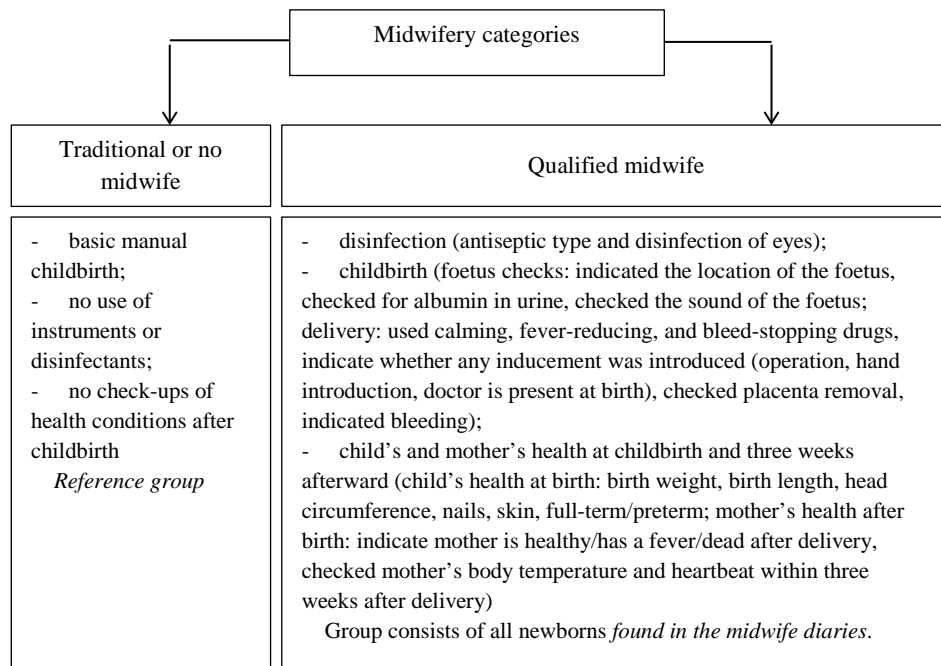 Midwifery categories
Traditional or no
midwife
Qualified midwife
- basic manual
childbirth;
- no use of
instruments or
disinfectants;
- no check-ups of
health conditions after
childbirth
Reference group
- disinfection (antiseptic type and disinfection of eyes);
- childbirth (foetus checks: indicated the location of the foetus,
checked for albumin in urine, checked the sound of the foetus;
delivery: used calming, fever-reducing, and bleed-stopping drugs,
indicate whether any inducement was introduced (operation, hand
introduction, doctor is present at birth), checked placenta removal,
indicated bleeding);
- child’s and mother’s health at childbirth and three weeks
afterward (child’s health at birth: birth weight, birth length, head
circumference, nails, skin, full-term/preterm; mother’s health after
birth: indicate mother is healthy/has a fever/dead after delivery,
checked mother’s body temperature and heartbeat within three
weeks after delivery)
Group consists of all newborns found in the midwife diaries.